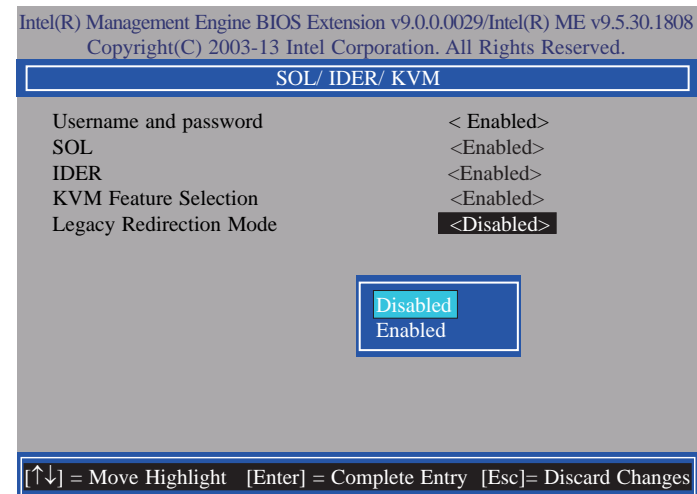 Intel(R) Management Engine BIOS Extension v9.0.0.0029/Intel(R) ME v9.5.30.1808
Copyright(C) 2003-13 Intel Corporation. All Rights Reserved.
SOL/ IDER/ KVM
Username and password < Enabled>
SOL <Enabled>
IDER <Enabled>
KVM Feature Selection <Enabled>
Legacy Redirection Mode <Disabled>
Disabled
Enabled
[↑↓] = Move Highlight [Enter] = Complete Entry [Esc]= Discard Changes